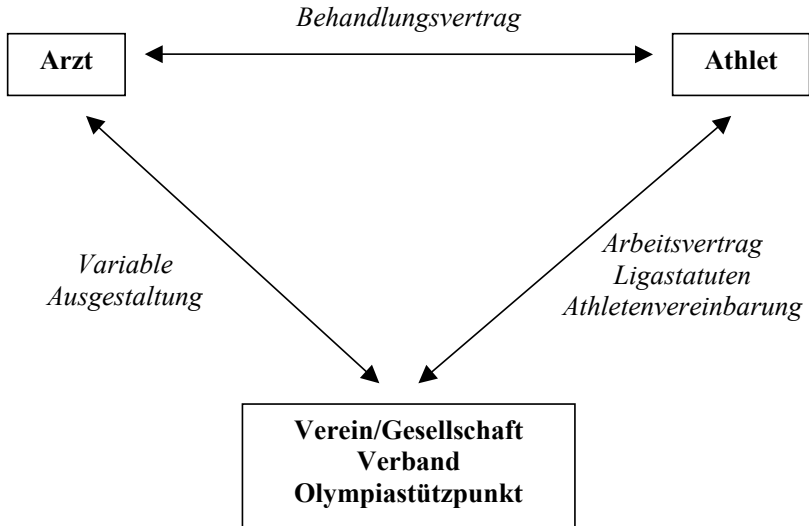 Behandlungsvertrag
Arzt
Athlet
Variable
Ausgestaltung
Arbeitsvertrag
Ligastatuten
Athletenvereinbarung
Verein/Gesellschaft
Verband
Olympiastützpunkt